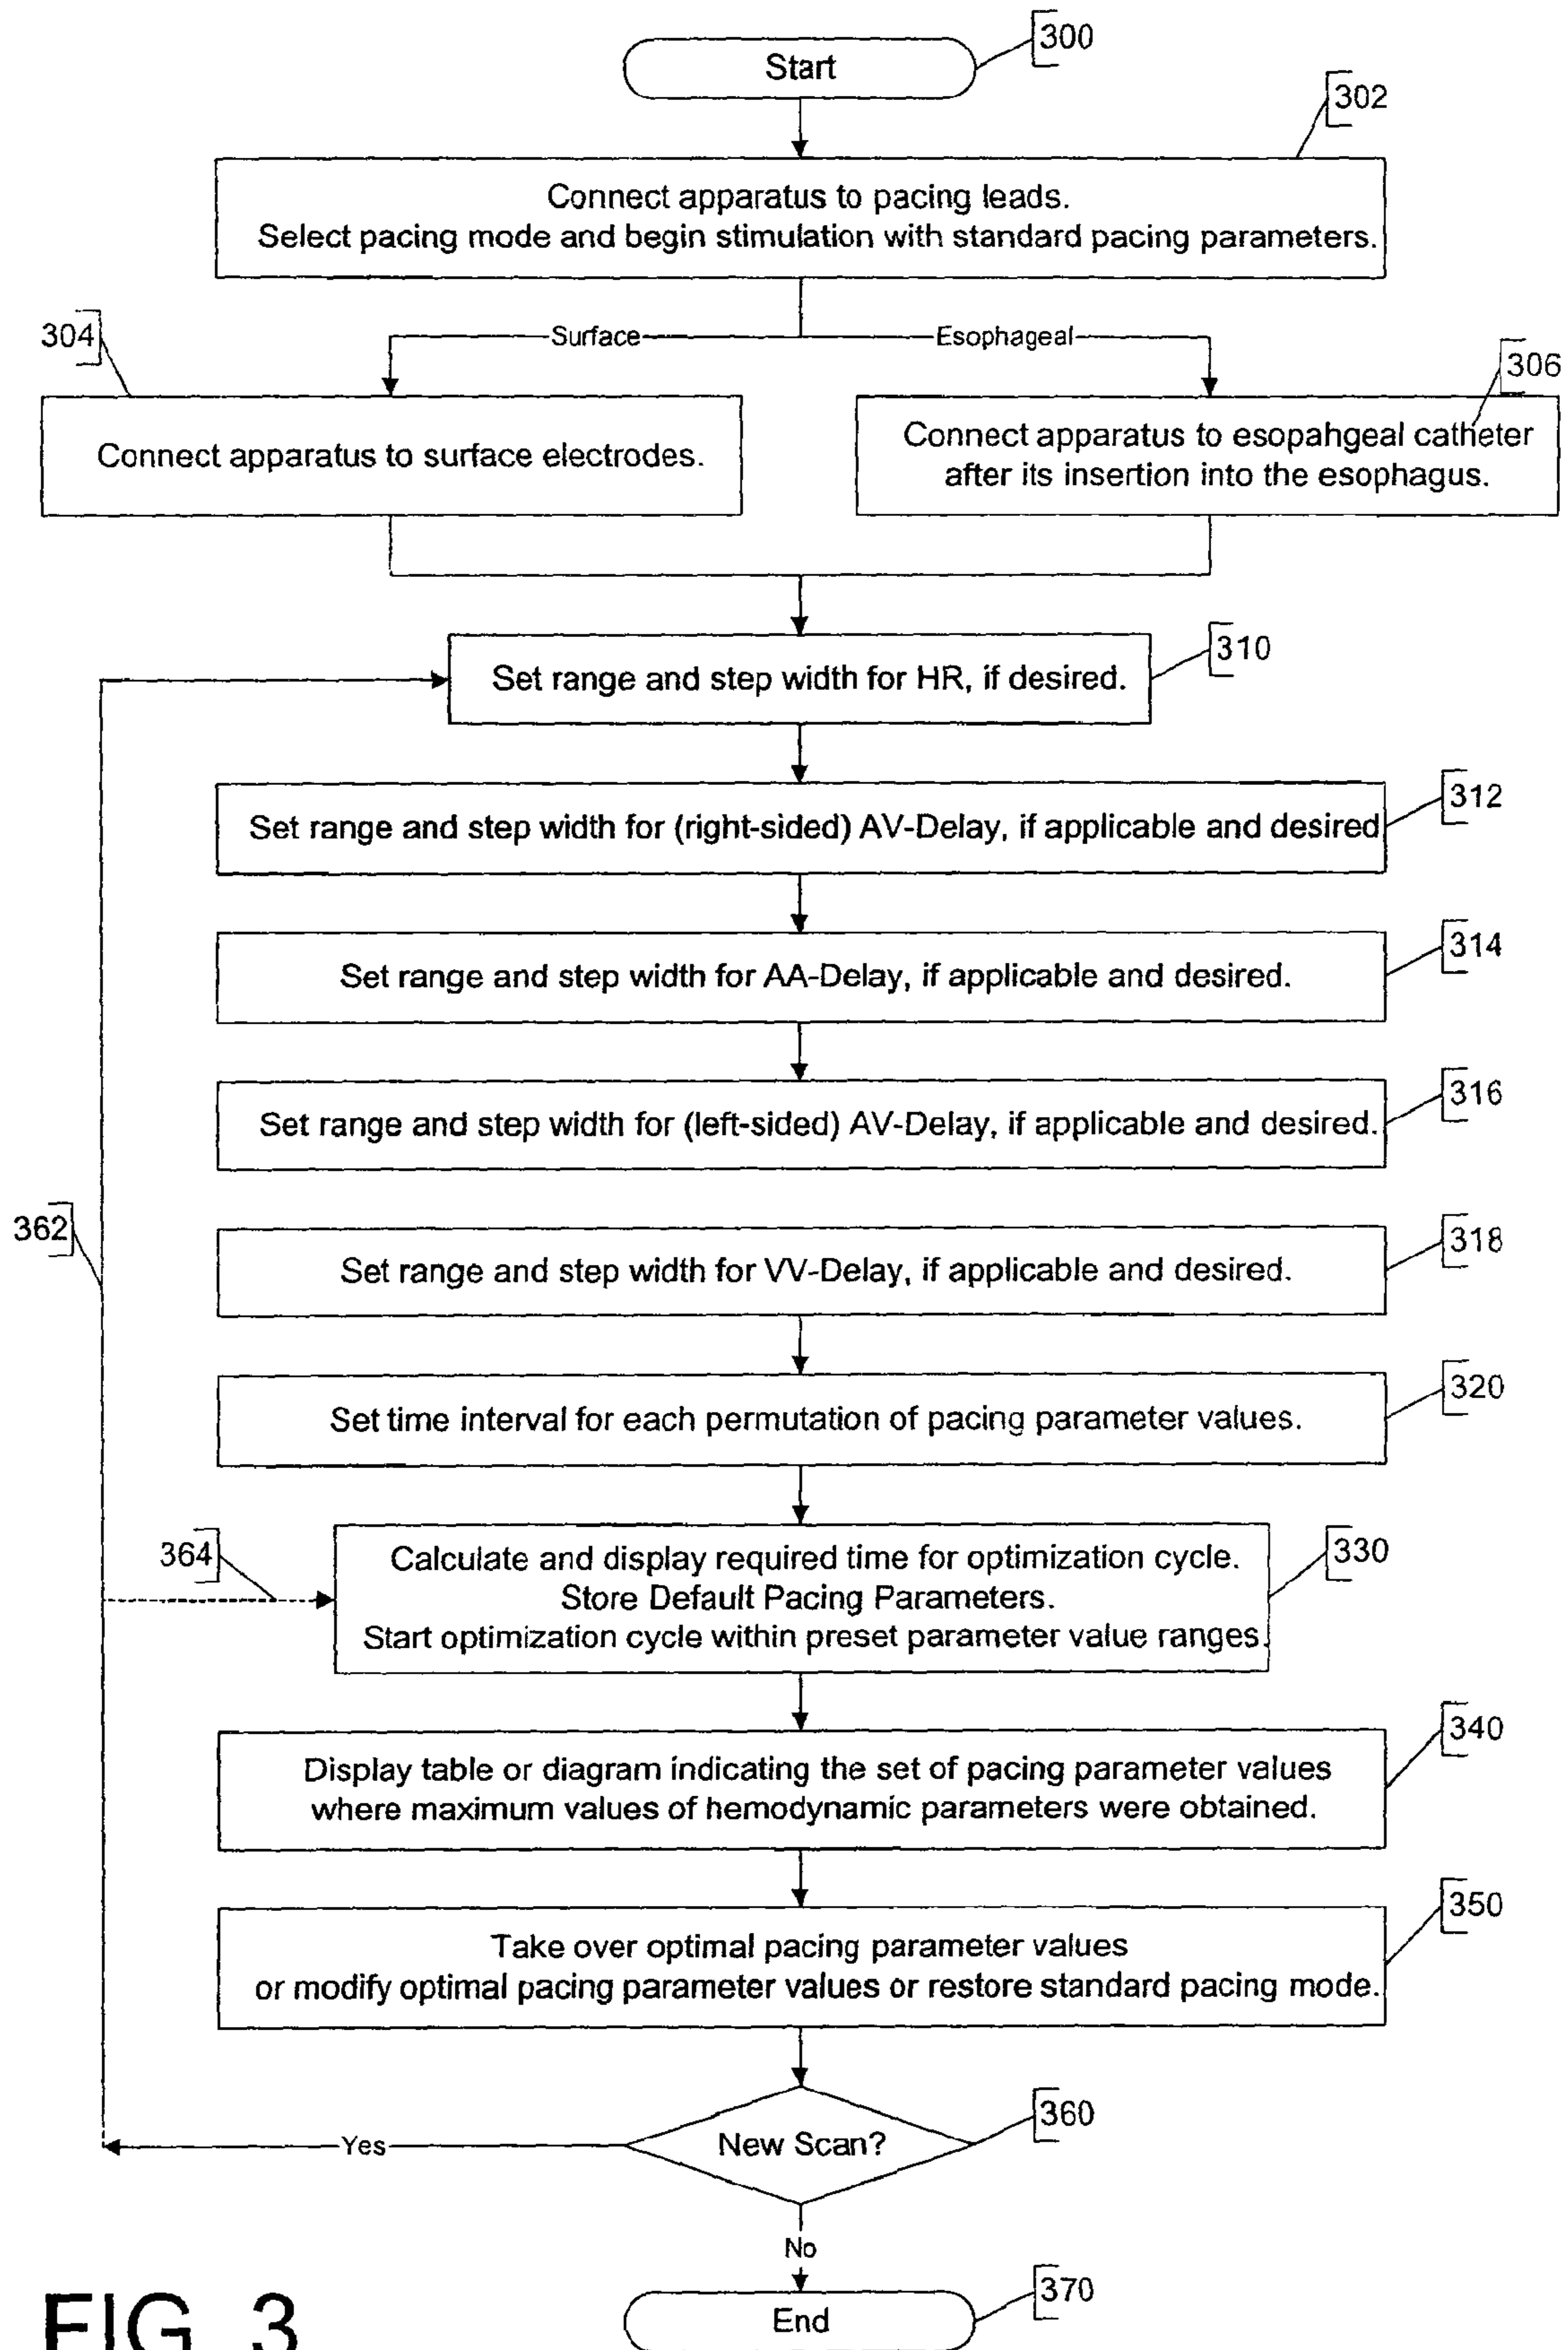 300
Start
302
Connect apparatus to pacing leads.
Select pacing mode and begin stimulation with standard pacing parameters.
304
Surface
Esophageal
306
Connect apparatus to surface electrodes.
Connect apparatus to esopahgeal catheter
after its insertion into the esophagus.
310
Set range and step width for HR, if desired.
312
Set range and step width for (right-sided) AV-Delay, if applicable and desired
314
Set range and step width for AA-Delay, if applicable and desired.
316
Set range and step width for (left-sided) AV-Delay, if applicable and desired.
362
318
Set range and step width for VV-Delay, if applicable and desired.
320
Set time interval for each permutation of pacing parameter values.
364
330
Calculate and display required time for optimization cycle.
Store Default Pacing Parameters.
Start optimization cycle within preset parameter value ranges.
340
Display table or diagram indicating the set of pacing parameter values
where maximum values of hemodynamic parameters were obtained.
350
Take over optimal pacing parameter values
or modify optimal pacing parameter values or restore standard pacing mode.
360
Yes
New Scan?
No
370
End
FIG. 3